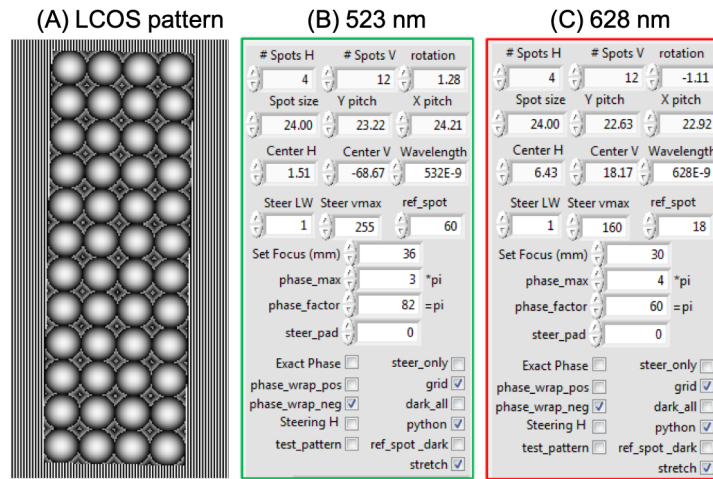 (A) LCOS pattern
(B) 523 nm
# Spots H # Spots V rotation
4 12 1.28
Spot size Y pitch X pitch
24.00 23.22 24.21
Center H Center V Wavelength
1.51 -68.67 532E-9
Steer LW Steer vmax ref_spot
1 255 60
Set Focus (mm) 36
phase_max 3 *pi
phase_factor 82 =pi
steer_pad 0
Exact Phase steer_only
phase_wrap_pos grid
phase_wrap_neg dark_all
Steering H python
test_pattern ref_spot_dark
stretch
(C) 628 nm
# Spots H # Spots V rotation
4 12 -1.11
Spot size Y pitch X pitch
24.00 22.63 22.92
Center H Center V Wavelength
6.43 18.17 628E-9
Steer LW Steer vmax ref_spot
1 160 18
Set Focus (mm) 30
phase_max 4 *pi
phase_factor 60 =pi
steer_pad 0
Exact Phase steer_only
phase_wrap_pos grid
phase_wrap_neg dark_all
Steering H python
test_pattern ref_spot _dark
stretch